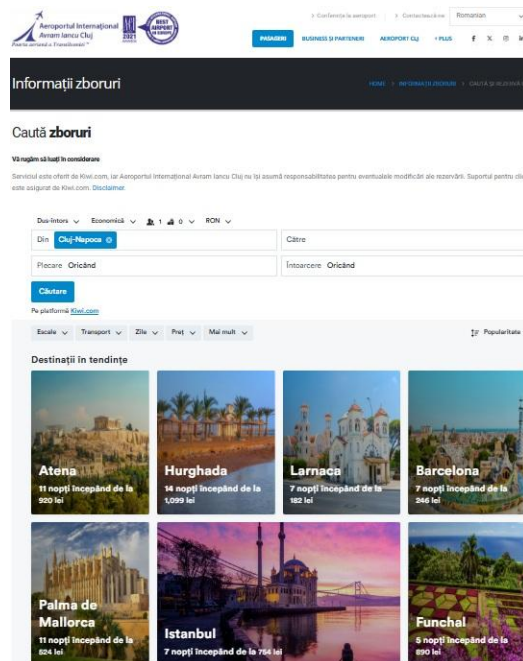 Aeroportul Internațional
Avram Iancu Cluj
Poarta aeriană a Transilvaniei
ACI
2021
BEST
AIRPORT
IN EUROPE
Conferințe la aeroport
Contactează-ne
Romanian
PASAGERI
BUSINESS ȘI PARTENERI
AEROPORT CLUJ
+ PLUS
Informații zboruri
HOME > INFORMAȚII ZBORURI > CAUTĂ ȘI REZERVĂ
Caută zboruri
Vă rugăm să luați în considerare
Serviciul este oferit de Kiwi.com, iar Aeroportul Internațional Avram Iancu Cluj nu își asumă responsabilitatea pentru eventualele modificări ale rezervării. Suportul pentru
este asigurat de Kiwi.com. Disclaimer.
Dus-întors Economică 1 0 RON
Din Cluj-Napoca
Către
Plecare Oricând
Întoarcere Oricând
Căutare
Pe platformă Kiwi.com
Escale Transport Zile Preț Mai mult
Popularitate
Destinații în tendințe
Atena
11 nopți începând de la
920 lei
Hurghada
14 nopți începând de la
1,099 lei
Larnaca
7 nopți începând de la
182 lei
Barcelona
7 nopți începând de la
246 lei
Palma de
Mallorca
11 nopți începând de la
524 lei
Istanbul
7 nopți începând de la 754 lei
Funchal
5 nopți începând de la
890 lei